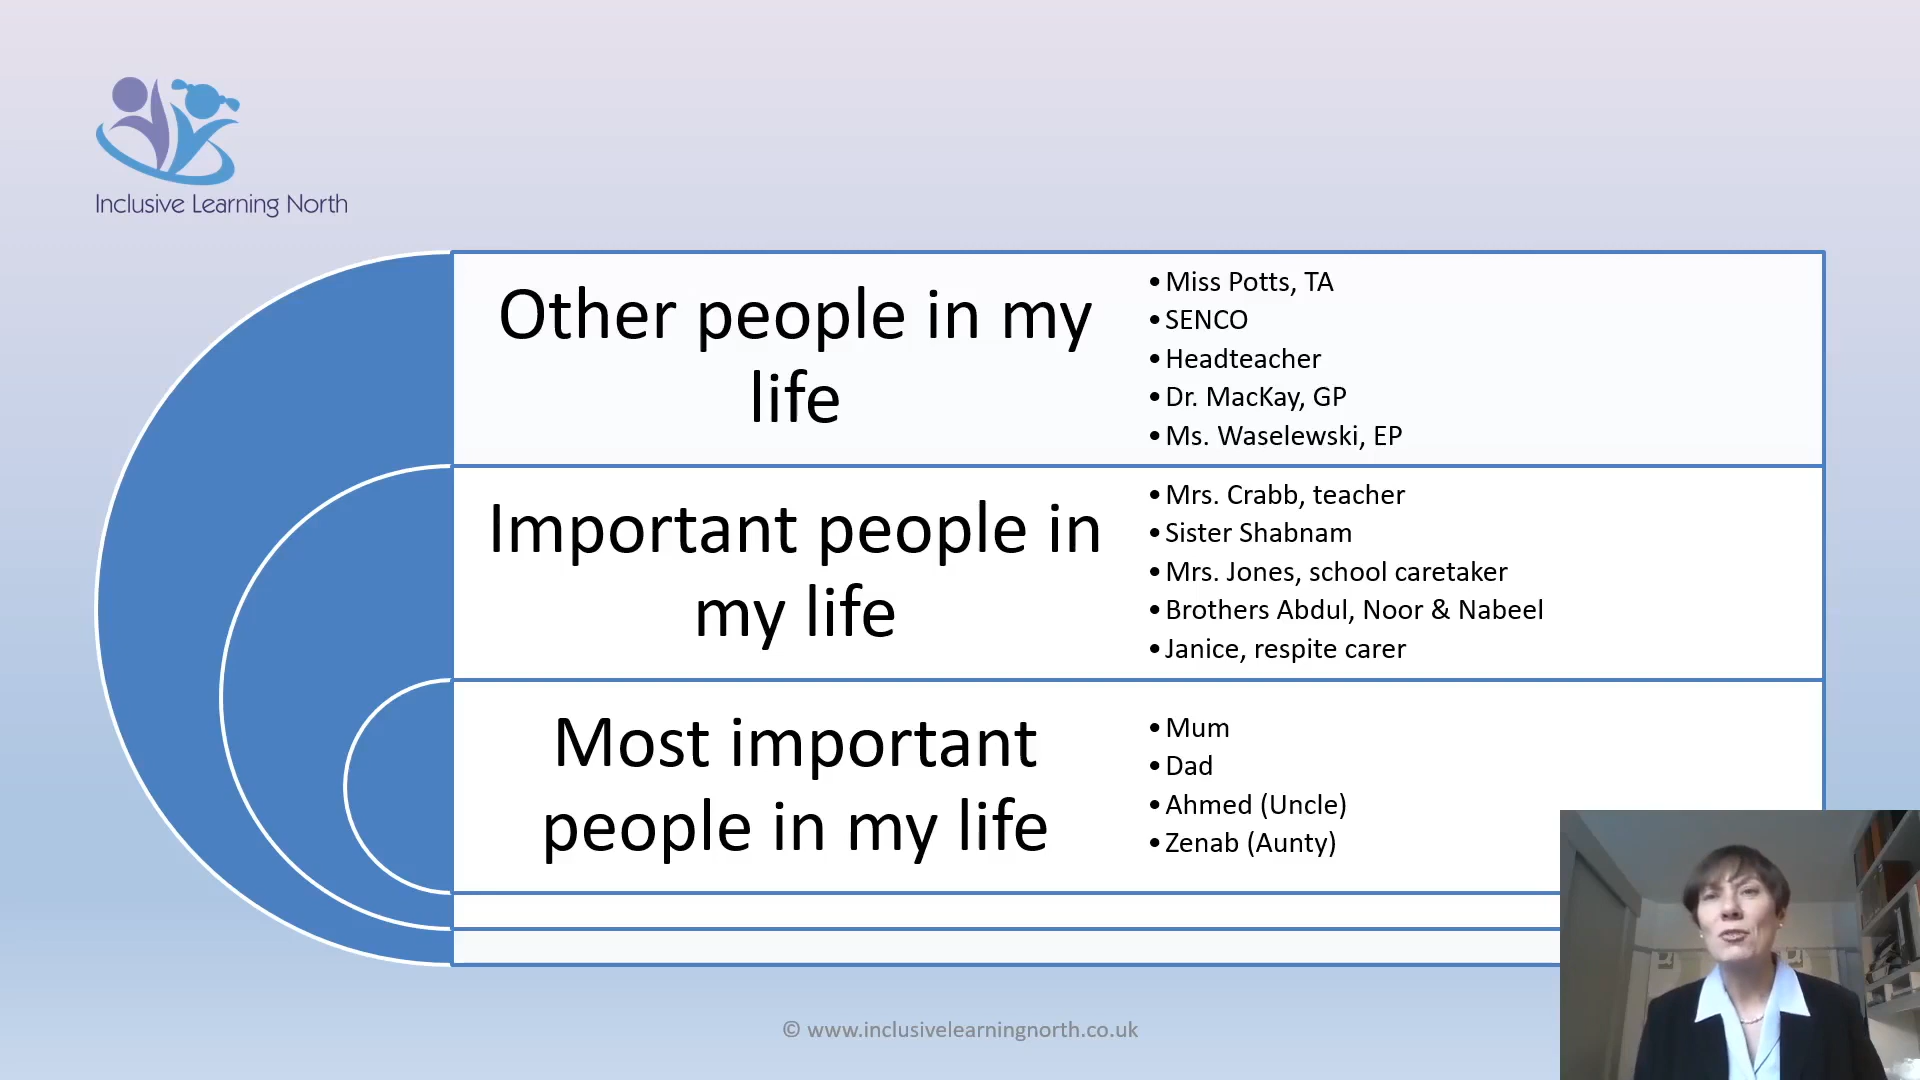 Inclusive Learning North
Other people in my
life
•Miss Potts, TA
•SENCO
•Headteacher
•Dr. MacKay, GP
•Ms. Waselewski, EP
Important people in
my life
•Mrs. Crabb, teacher
•Sister Shabnam
•Mrs. Jones, school caretaker
•Brothers Abdul, Noor & Nabeel
•Janice, respite carer
Most important
people in my life
•Mum
•Dad
•Ahmed (Uncle)
•Zenab (Aunty)
© www.inclusivelearningnorth.co.uk